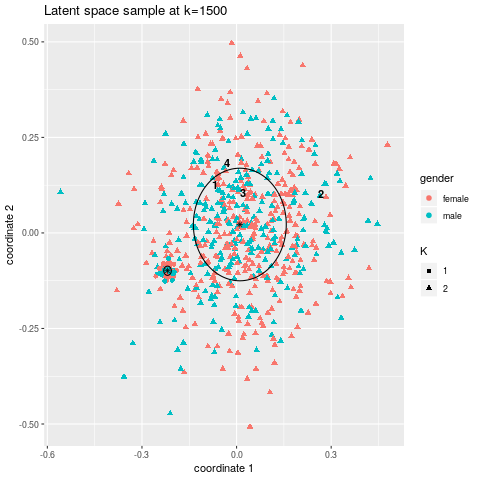 Latent space sample at k=1500
0.50
0.25
0.00
-0.25
-0.50
coordinate 2
4
1
3
2
-0.6
-0.3
0.0
0.3
coordinate 1
gender
female
male
K
1
2